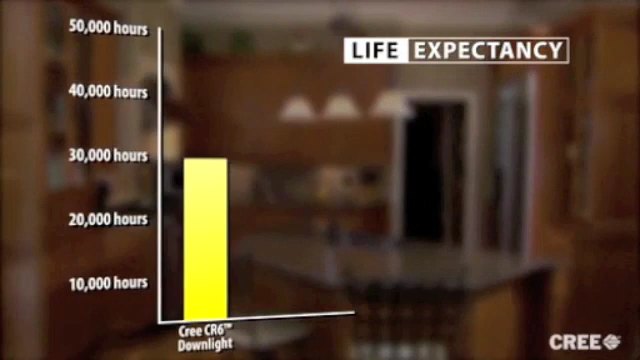 LIFE EXPECTANCY
50,000 hours
40,000 hours
30,000 hours
20,000 hours
10,000 hours
Cree CR6™
Downlight
CREE